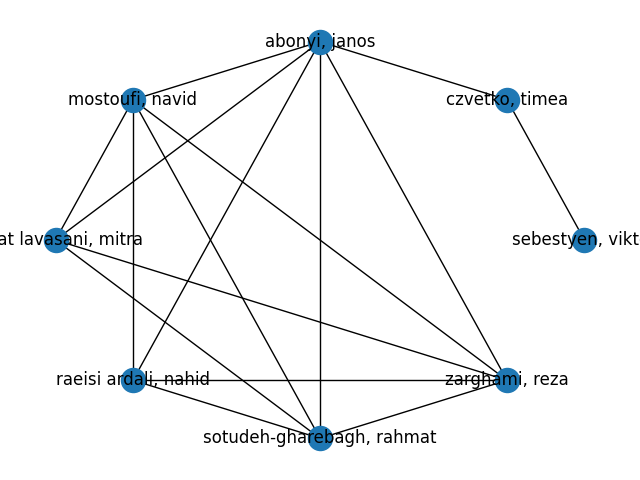 abonyi, janos
mostoufi, navid
czvetko, timea
at lavasani, mitra
sebestyen, vikt
raeisi ardali, nahid
zarghami, reza
sotudeh-gharebagh, rahmat